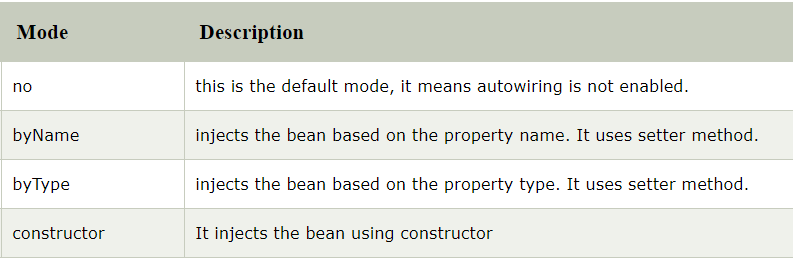 Mode Description
no this is the default mode, it means autowiring is not enabled.
byName injects the bean based on the property name. It uses setter method.
byType injects the bean based on the property type. It uses setter method.
constructor It injects the bean using constructor